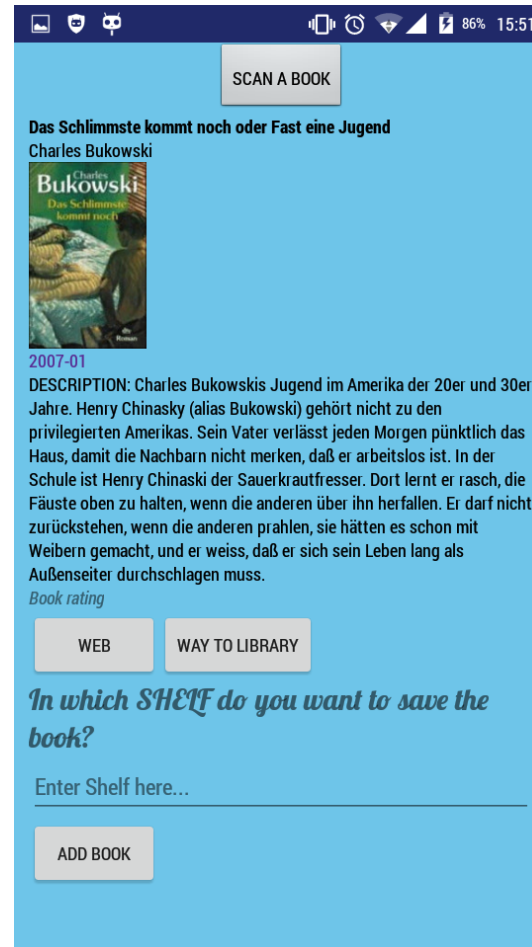 86% 15:51
SCAN A BOOK
Das Schlimmste kommt noch oder Fast eine Jugend
Charles Bukowski
Charles
Bukowski
Das Schlimmste
kommt noch
dtv
Roman
2007-01
DESCRIPTION: Charles Bukowskis Jugend im Amerika der 20er und 30er
Jahre. Henry Chinasky (alias Bukowski) gehört nicht zu den
privilegierten Amerikas. Sein Vater verlässt jeden Morgen pünktlich das
Haus, damit die Nachbarn nicht merken, daß er arbeitslos ist. In der
Schule ist Henry Chinaski der Sauerkrautfresser. Dort lernt er rasch, die
Fäuste oben zu halten, wenn die anderen über ihn herfallen. Er darf nicht
zurückstehen, wenn die anderen prahlen, sie hätten es schon mit
Weibern gemacht, und er weiss, daß er sich sein Leben lang als
Außenseiter durchschlagen muss.
Book rating
WEB WAY TO LIBRARY
In which SHELF do you want to save the
book?
Enter Shelf here...
ADD BOOK